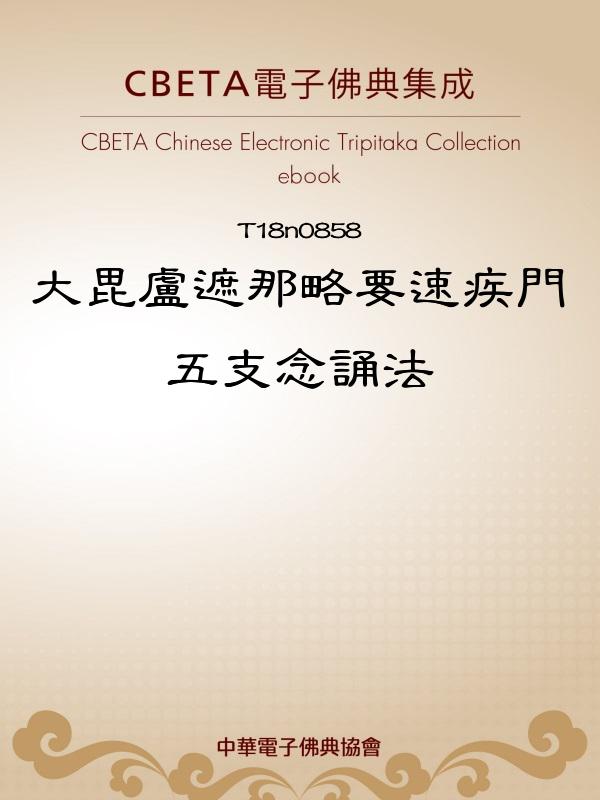 CBETA電子佛典集成
CBETA Chinese Electronic Tripitaka Collection
ebook
T18n0858
大毘盧遮那略要速疾門
五支念誦法
中華電子佛典協會